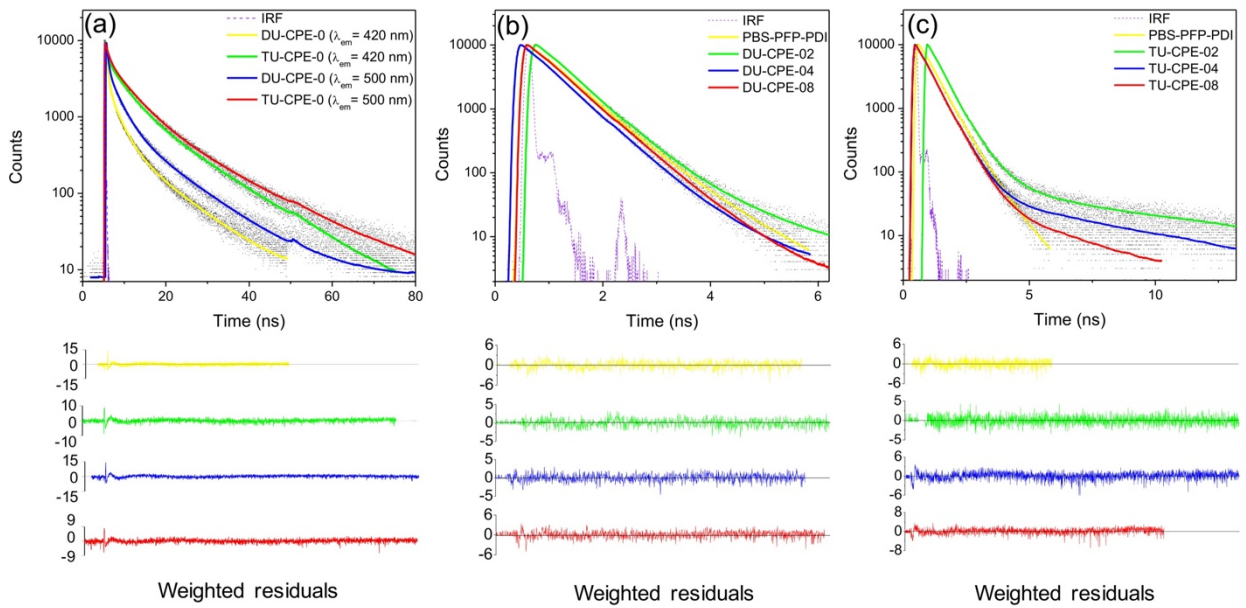 (a)
IRF
DU-CPE-0 (λem= 420 nm)
TU-CPE-0 (λem= 420 nm)
DU-CPE-0 (λem= 500 nm)
TU-CPE-0 (λem= 500 nm)
Counts
10000
1000
100
10
0 20 40 60 80
Time (ns)
(b)
IRF
PBS-PFP-PDI
DU-CPE-02
DU-CPE-04
DU-CPE-08
Counts
10000
1000
100
10
0 2 4 6
Time (ns)
(c)
IRF
PBS-PFP-PDI
TU-CPE-02
TU-CPE-04
TU-CPE-08
Counts
10000
1000
100
10
0 5 10
Time (ns)
15
0
-15
10
0
-10
15
0
-15
9
0
-9
Weighted residuals
6
0
-6
5
0
-5
5
0
-5
6
0
-6
Weighted residuals
6
0
-6
5
0
-5
6
0
-6
8
0
-8
Weighted residuals